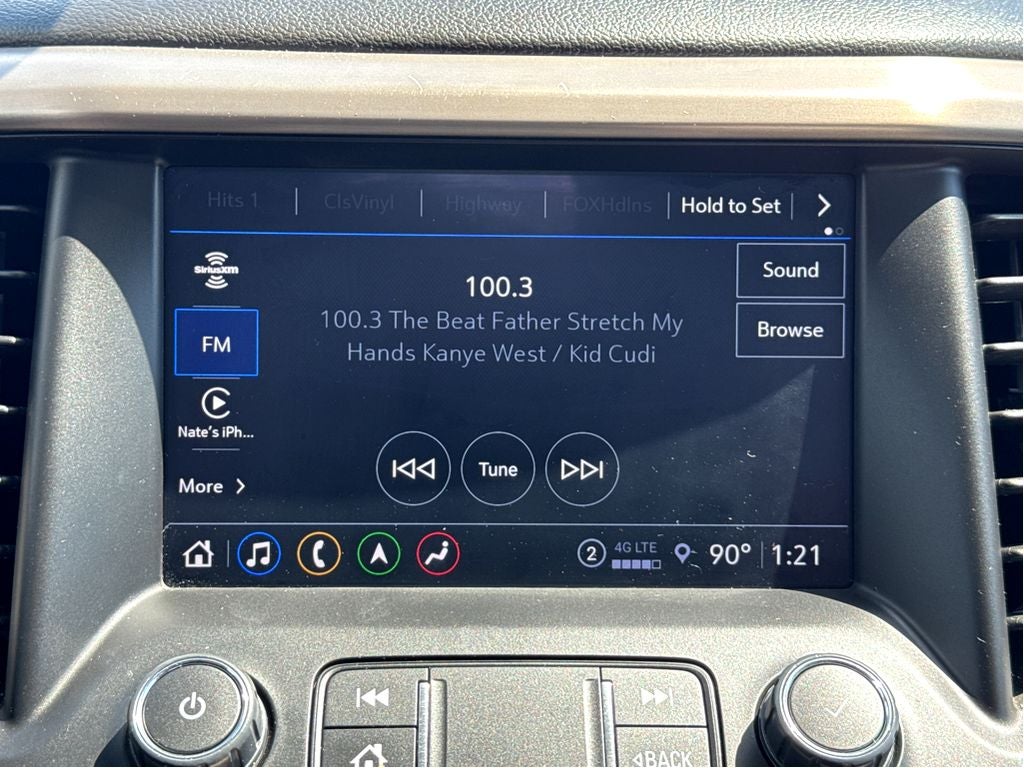 Hits 1 ClsVinyl Highway FOXHdlns Hold to Set
SiriusXM
100.3
Sound
100.3 The Beat Father Stretch My
FM
Browse
Hands Kanye West / Kid Cudi
Nate's iPh...
Tune
More
2 4G LTE 90° 1:21
BACK